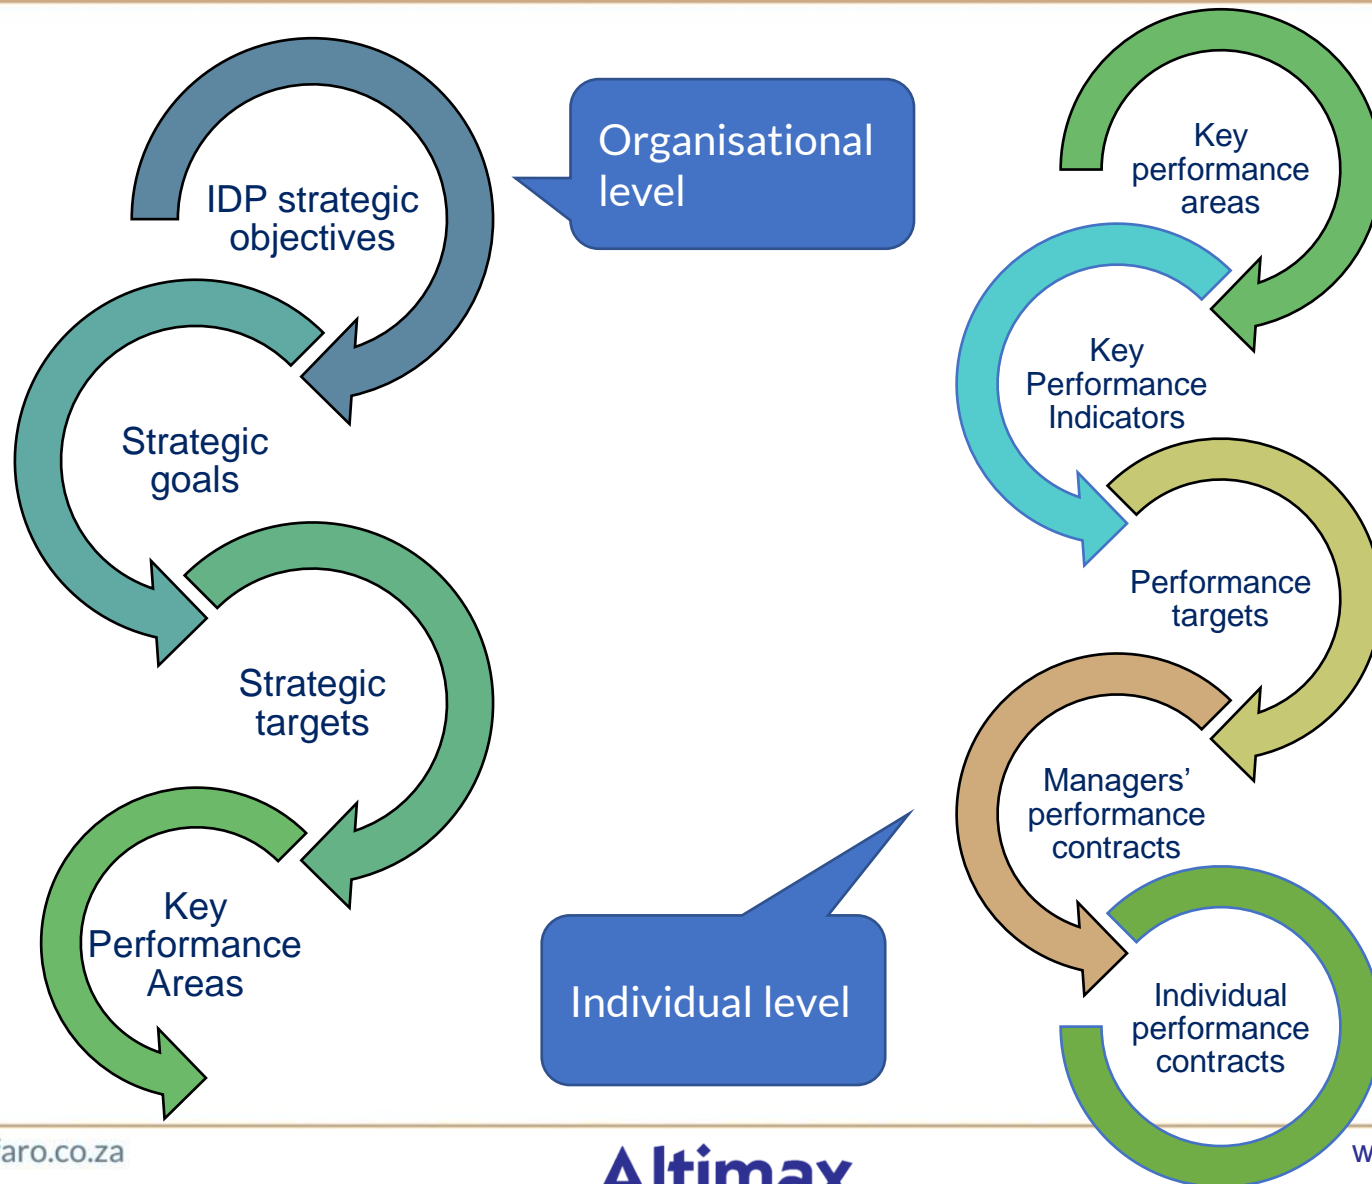 IDP strategic
objectives
Strategic
goals
Strategic
targets
Key
Performance
Areas
Organisational
level
Individual level
Key
performance
areas
Key
Performance
Indicators
Performance
targets
Managers’
performance
contracts
Individual
performance
contracts
aro.co.za
Altimax
w